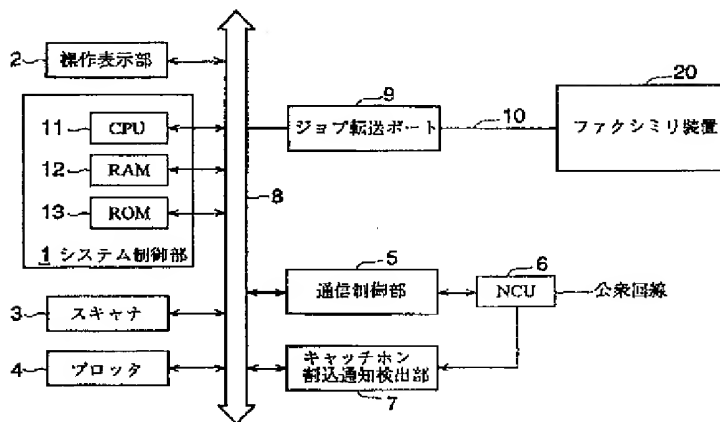 2 操作表示部
11 CPU
12 RAM
13 ROM
1 システム制御部
3 スキャナ
4 プロッタ
8
9
ジョブ転送ポート
10
20
ファクシミリ装置
5
通信制御部
6
NCU
公衆回線
キャッチホン
割込通知検出部
7